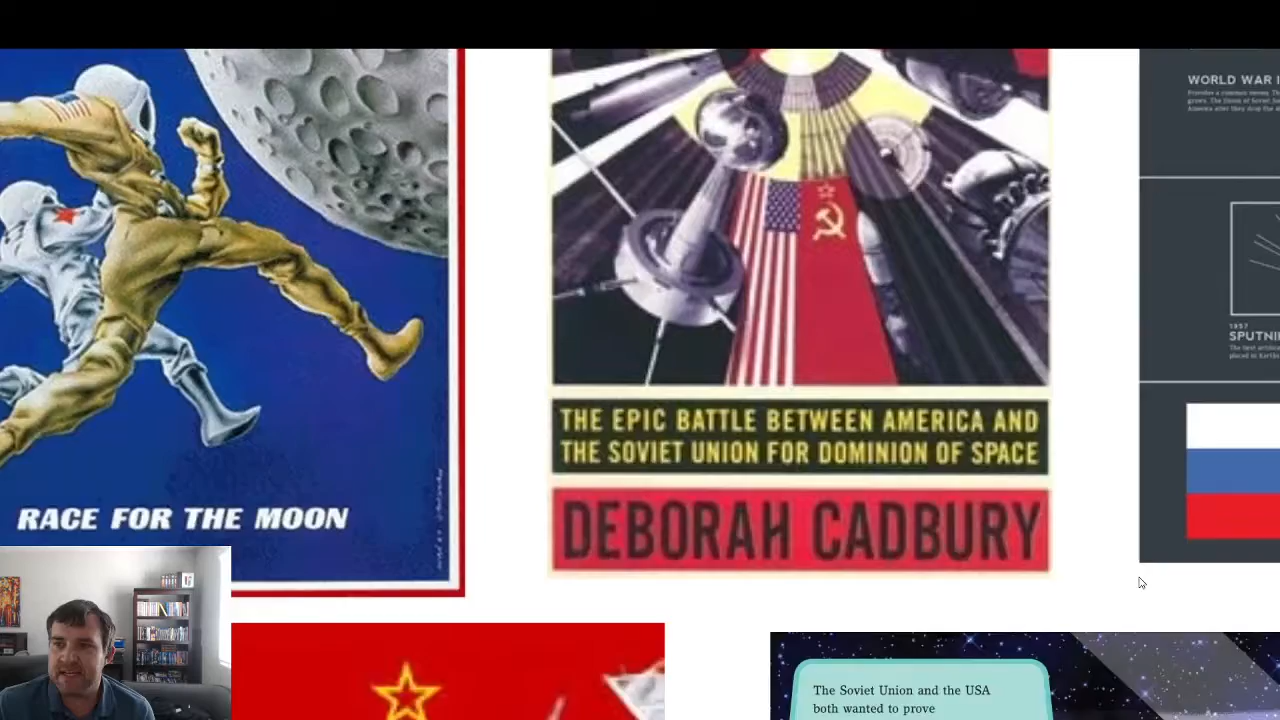 RACE FOR THE MOON
THE EPIC BATTLE BETWEEN AMERICA AND
THE SOVIET UNION FOR DOMINION OF SPACE
DEBORAH CADBURY
WORLD WAR
1957
The Soviet Union and the USA
both wanted to prove